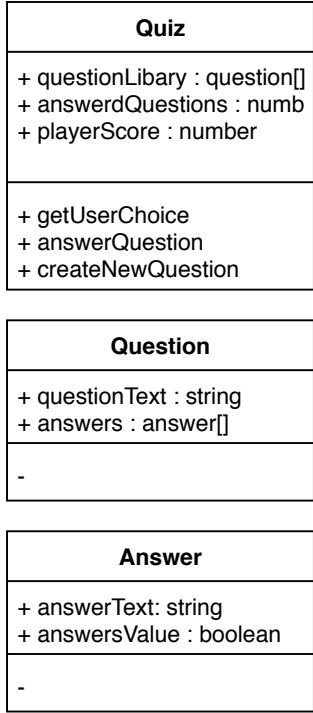 Quiz
+ questionLibary : question[]
+ answerdQuestions : numb
+ playerScore : number
+ getUserChoice
+ answerQuestion
+ createNewQuestion
Question
+ questionText : string
+ answers : answer[]
-
Answer
+ answerText: string
+ answersValue : boolean
-